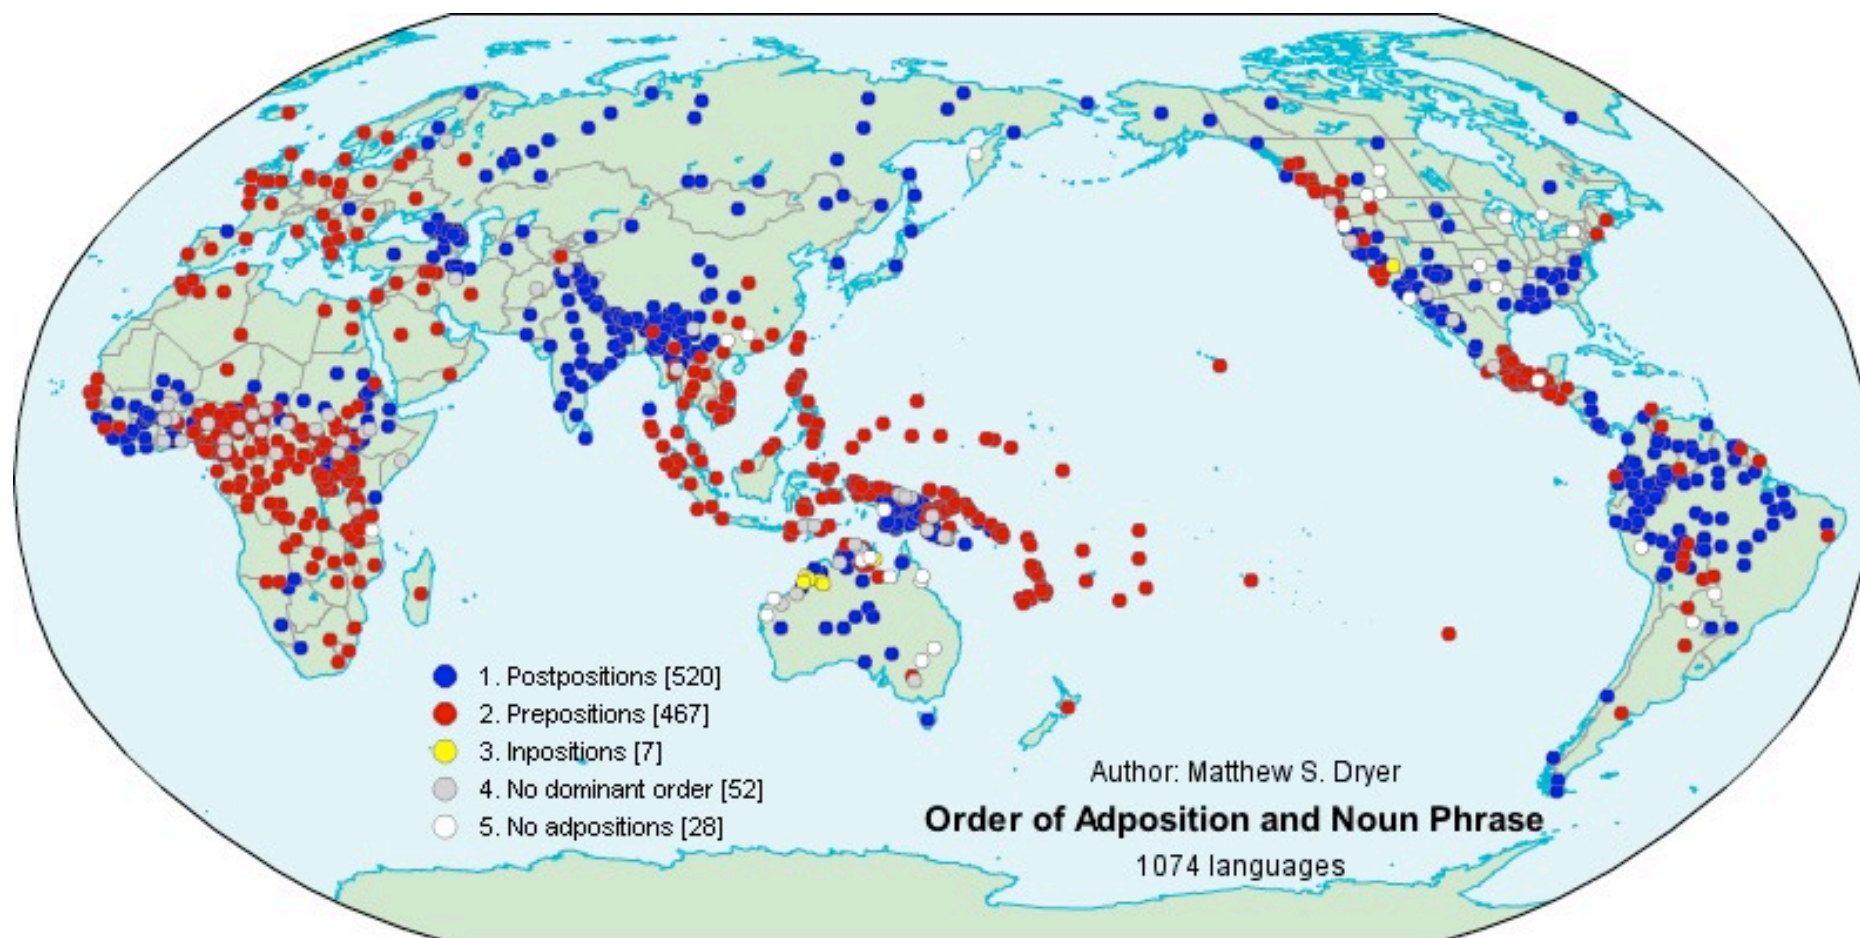 1. Postpositions [520]
2. Prepositions [467]
3. Inpositions [7]
4. No dominant order [52]
5. No adpositions [28]
Author: Matthew S. Dryer
Order of Adposition and Noun Phrase
1074 languages